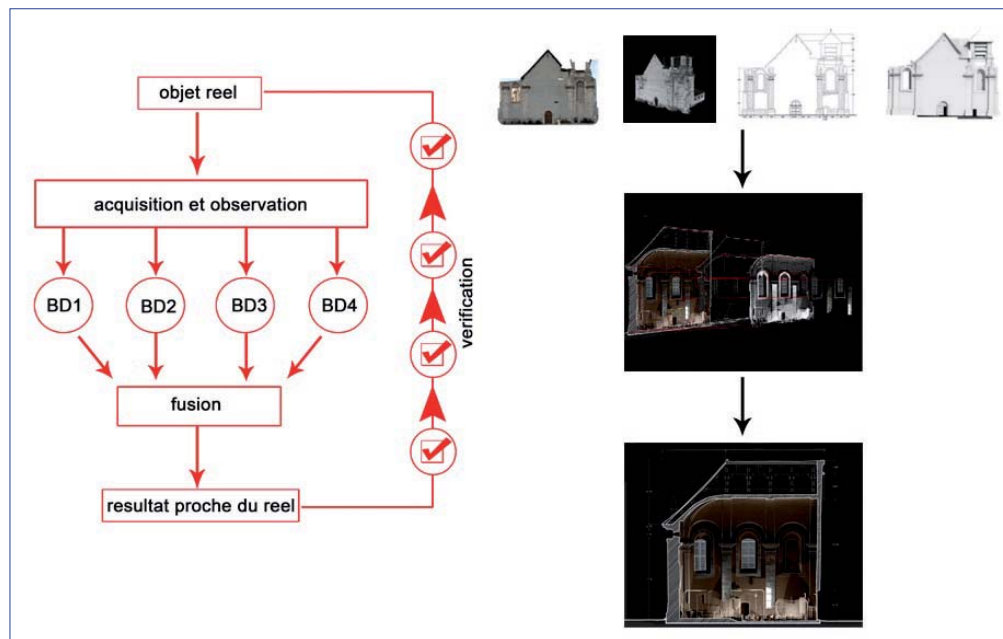 objet reel
acquisition et observation
BD1 BD2 BD3 BD4
fusion
resultat proche du reel
verification